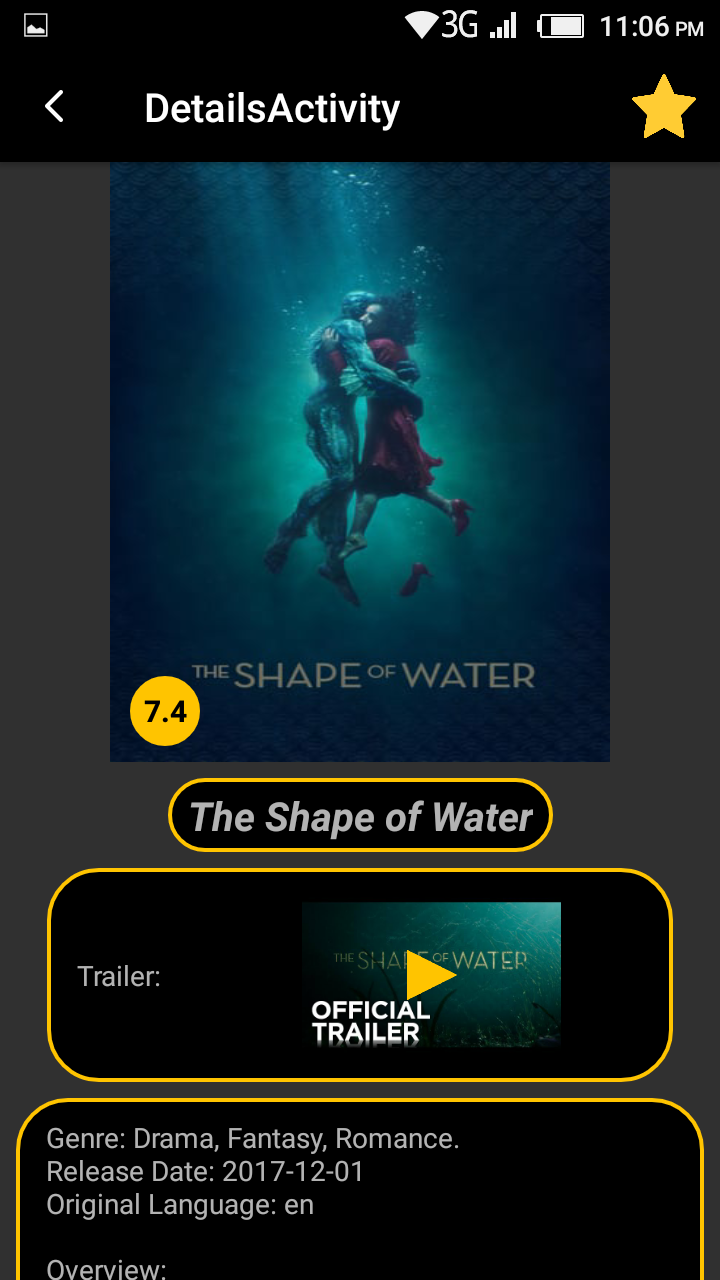 3G 11:06 PM
DetailsActivity
THE SHAPE OF WATER
7.4
The Shape of Water
Trailer:
THE SHAPE OF WATER
OFFICIAL
TRAILER
Genre: Drama, Fantasy, Romance.
Release Date: 2017-12-01
Original Language: en
Overview: